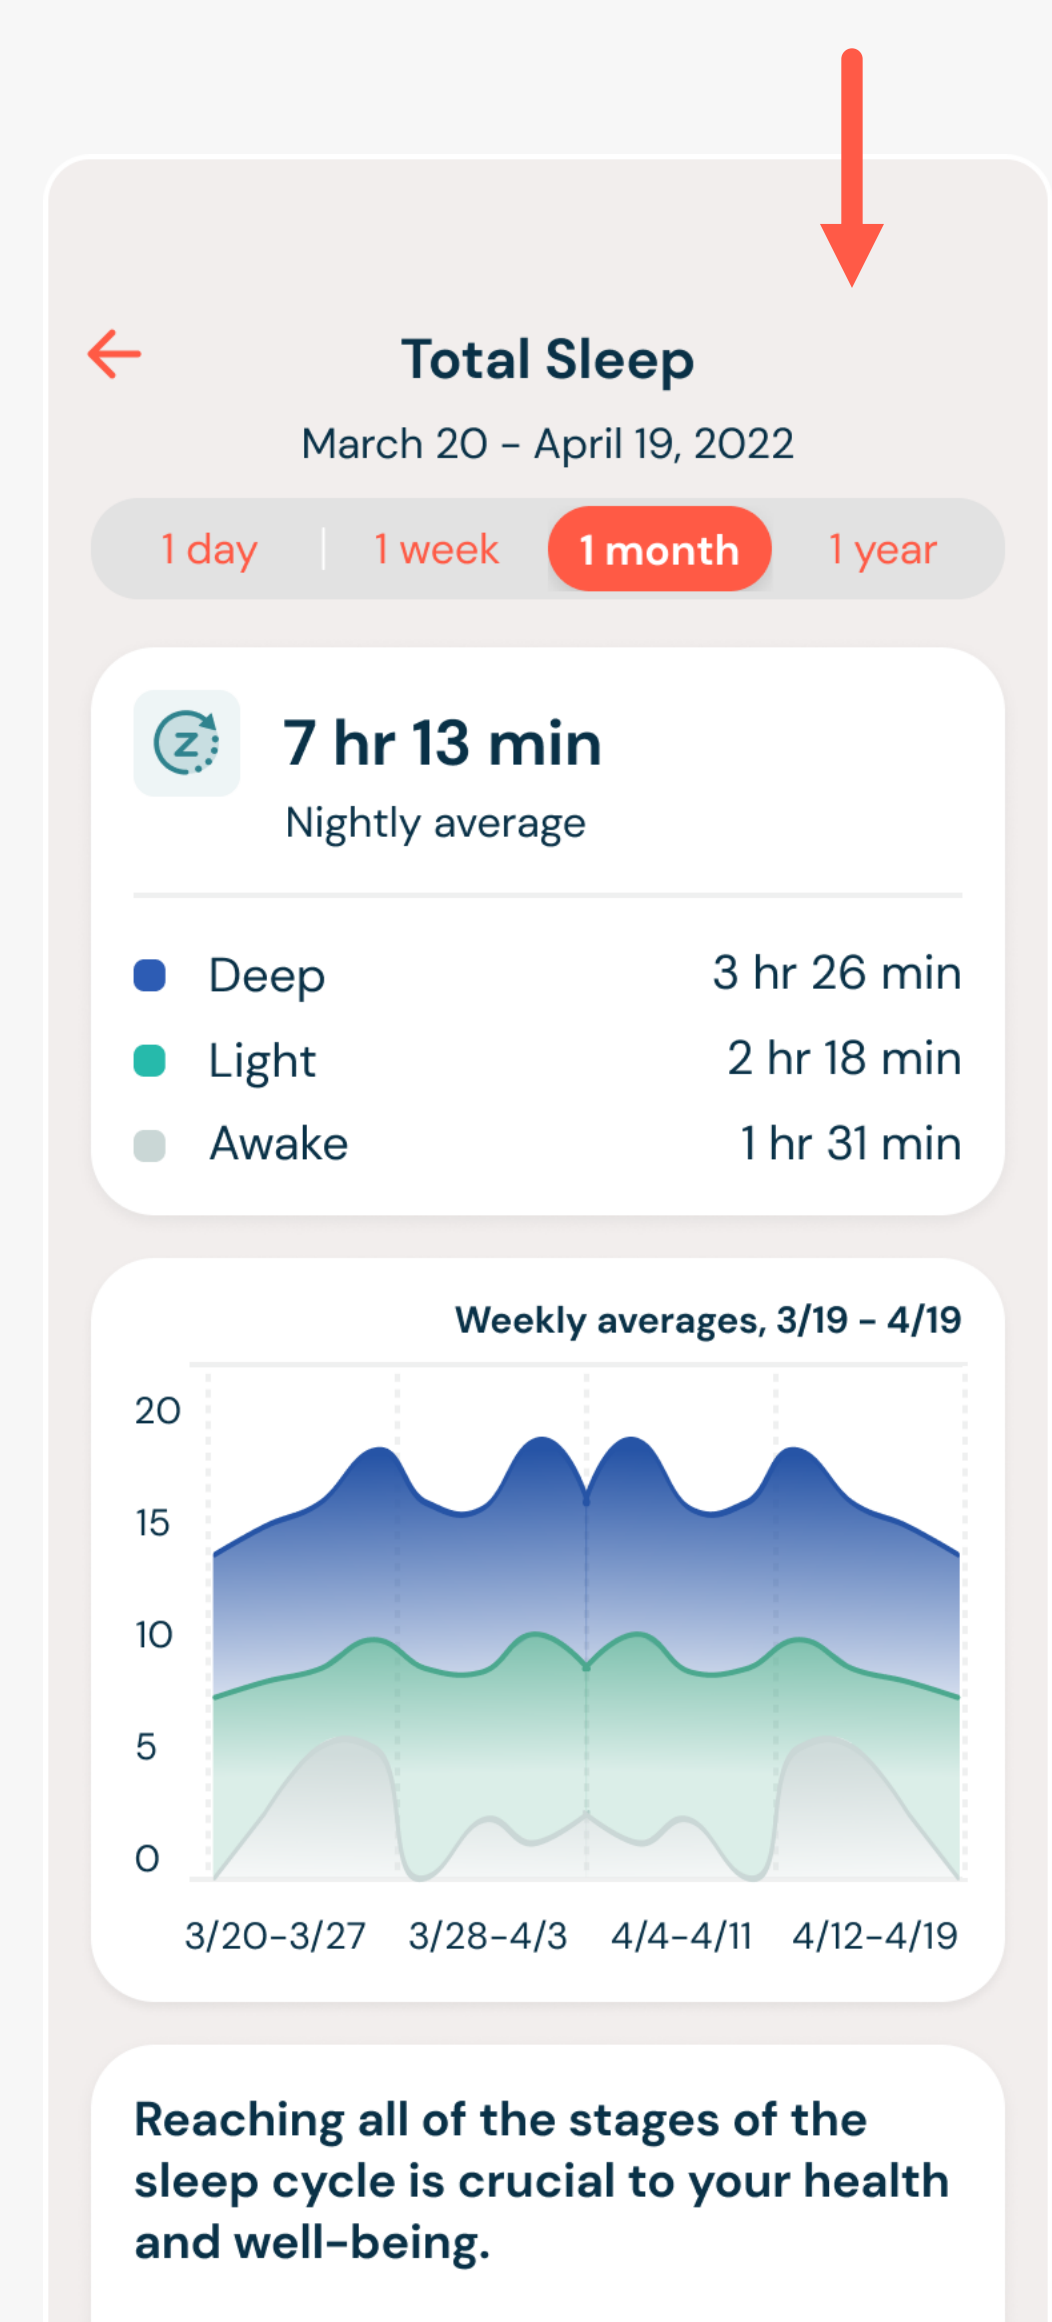 Total Sleep
March 20 - April 19, 2022
1 day 1 week 1 month 1 year
z
7 hr 13 min
Nightly average
Deep 3 hr 26 min
Light 2 hr 18 min
Awake 1 hr 31 min
Weekly averages, 3/19 - 4/19
20
15
10
5
0
3/20-3/27 3/28-4/3 4/4-4/11 4/12-4/19
Reaching all of the stages of the
sleep cycle is crucial to your health
and well-being.